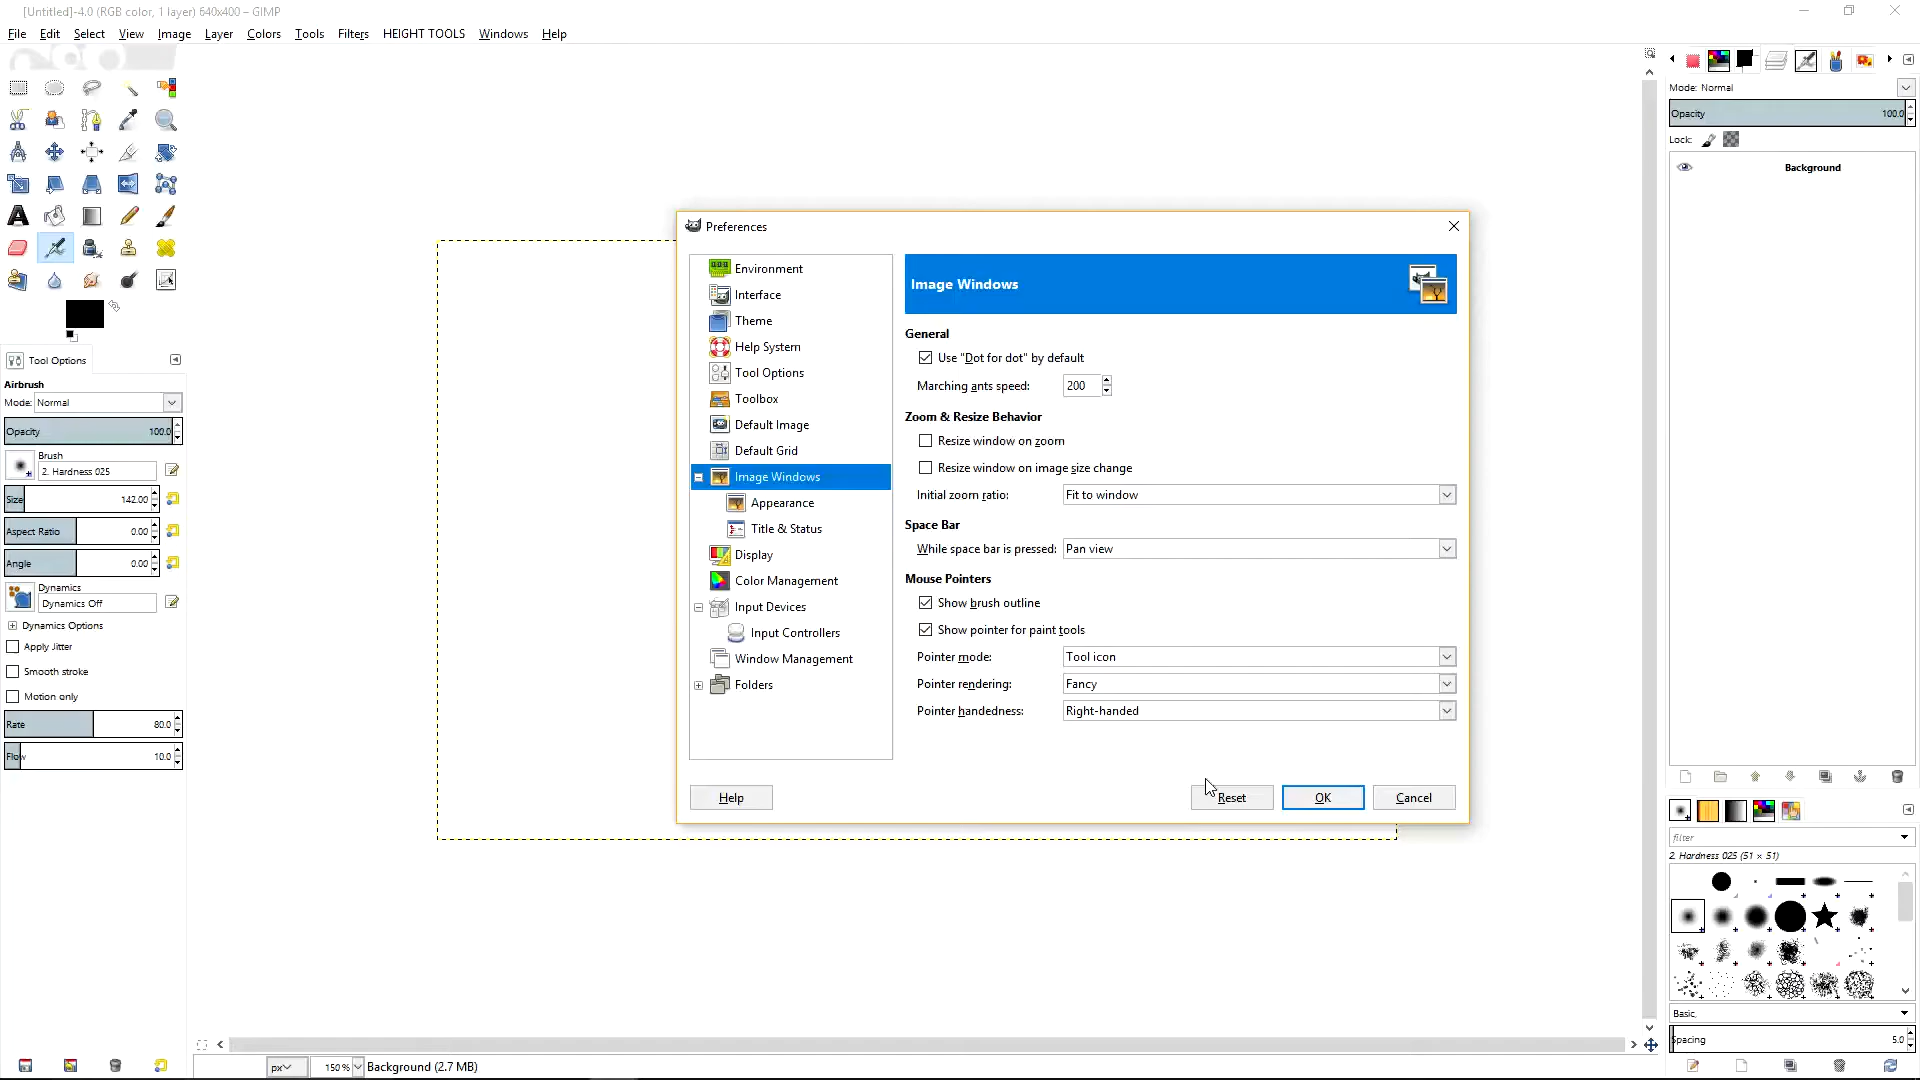 [Untitled]-4.0 (RGB color, 1 layer) 640x400 – GIMP
File Edit Select View Image Layer Colors Tools Filters HEIGHT TOOLS Windows Help
Tool Options
Airbrush
Mode: Normal
Opacity 100.0
Brush
2. Hardness 025
Size 142.00
Aspect Ratio 0.00
Angle 0.00
Dynamics
Dynamics Off
Dynamics Options
Apply Jitter
Smooth stroke
Motion only
Rate 80.0
Flow 10.0
Preferences
Environment
Interface
Theme
Help System
Tool Options
Toolbox
Default Image
Default Grid
Image Windows
Appearance
Title & Status
Display
Color Management
Input Devices
Input Controllers
Window Management
Folders
Image Windows
General
Use "Dot for dot" by default
Marching ants speed: 200
Zoom & Resize Behavior
Resize window on zoom
Resize window on image size change
Initial zoom ratio: Fit to window
Space Bar
While space bar is pressed: Pan view
Mouse Pointers
Show brush outline
Show pointer for paint tools
Pointer mode: Tool icon
Pointer rendering: Fancy
Pointer handedness: Right-handed
Help Reset OK Cancel
Mode: Normal
Opacity 100.0
Lock:
Background
filter
2. Hardness 025 (51 × 51)
Basic,
Spacing 5.0
px 150 % Background (2.7 MB)